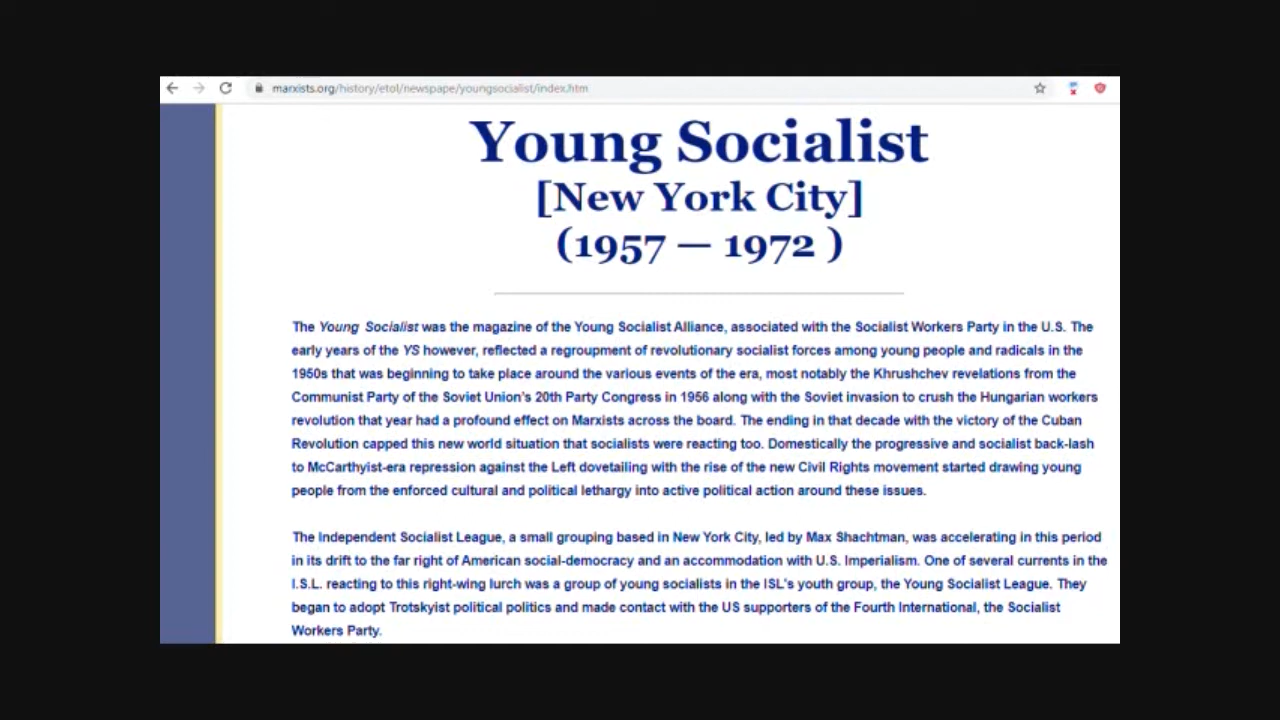 marxists.org/history/etol/newspape/youngsocialist/index.htm
Young Socialist
[New York City]
(1957 — 1972 )
The Young Socialist was the magazine of the Young Socialist Alliance, associated with the Socialist Workers Party in the U.S. The
early years of the YS however, reflected a regroupment of revolutionary socialist forces among young people and radicals in the
1950s that was beginning to take place around the various events of the era, most notably the Khrushchev revelations from the
Communist Party of the Soviet Union's 20th Party Congress in 1956 along with the Soviet invasion to crush the Hungarian workers
revolution that year had a profound effect on Marxists across the board. The ending in that decade with the victory of the Cuban
Revolution capped this new world situation that socialists were reacting too. Domestically the progressive and socialist back-lash
to McCarthyist-era repression against the Left dovetailing with the rise of the new Civil Rights movement started drawing young
people from the enforced cultural and political lethargy into active political action around these issues.
The Independent Socialist League, a small grouping based in New York City, led by Max Shachtman, was accelerating in this period
in its drift to the far right of American social-democracy and an accommodation with U.S. Imperialism. One of several currents in the
I.S.L. reacting to this right-wing lurch was a group of young socialists in the ISL's youth group, the Young Socialist League. They
began to adopt Trotskyist political politics and made contact with the US supporters of the Fourth International, the Socialist
Workers Party.